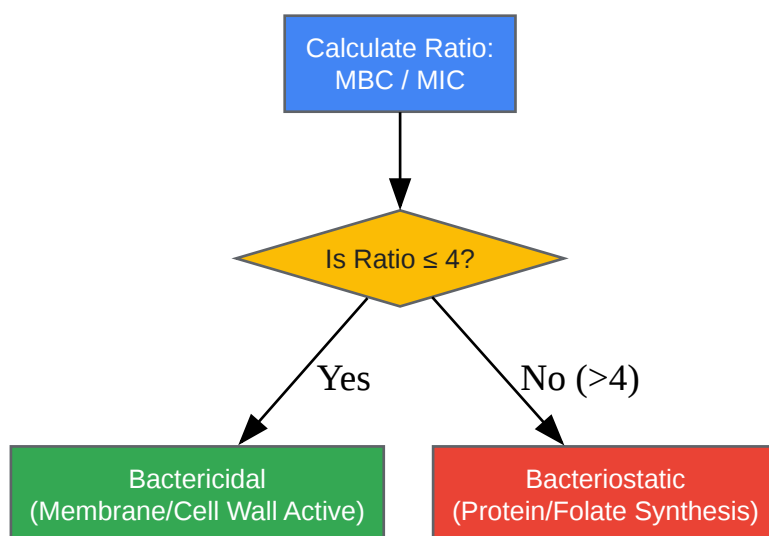 Calculate Ratio:
MBC / MIC
Is Ratio ≤ 4?
Yes
No (>4)
Bactericidal
(Membrane/Cell Wall Active)
Bacteriostatic
(Protein/Folate Synthesis)